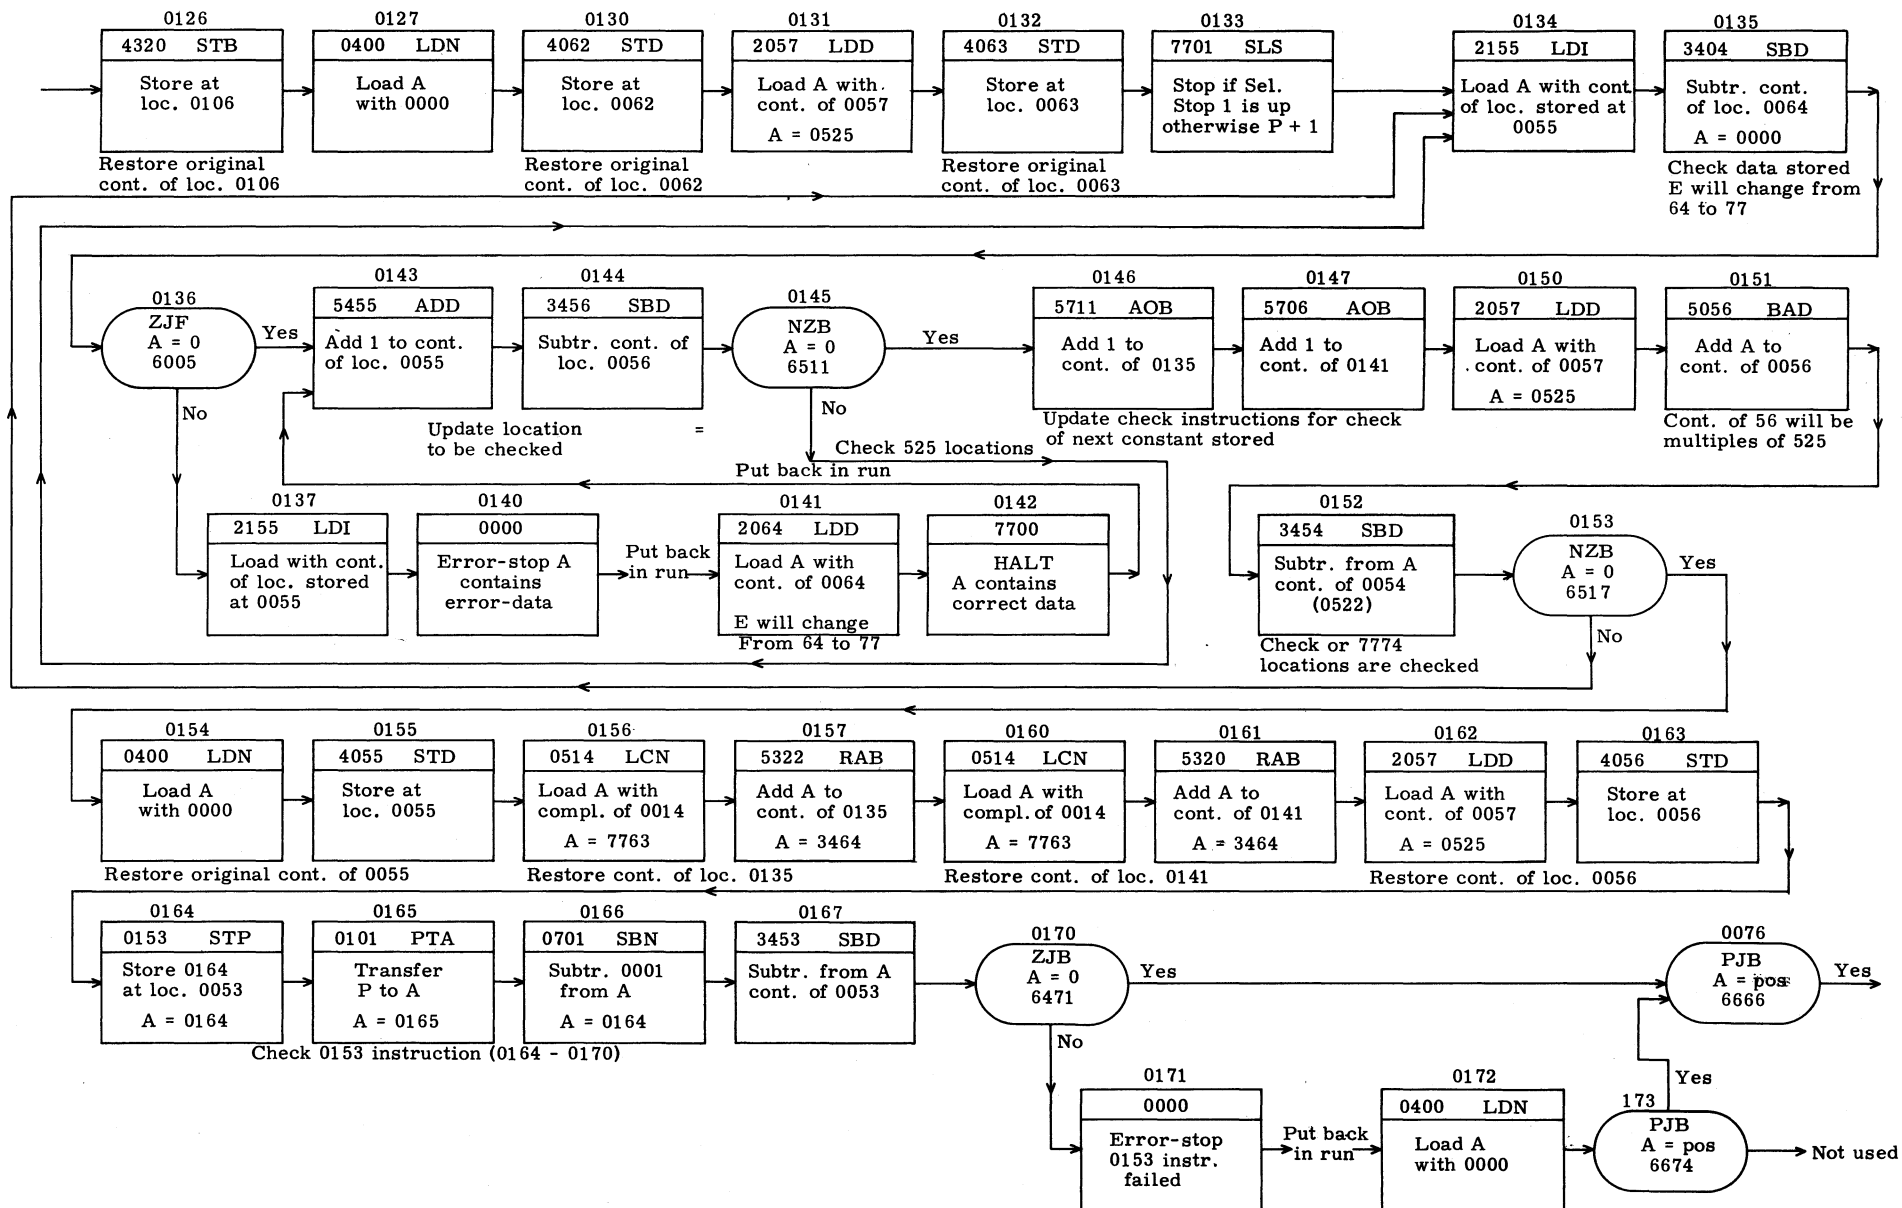 0126
4320 STB
Store at
loc. 0106
Restore original
cont. of loc. 0106
0127
0400 LDN
Load A
with 0000
0130
4062 STD
Store at
loc. 0062
Restore original
cont. of loc. 0062
0131
2057 LDD
Load A with
cont. of 0057
A = 0525
0132
4063 STD
Store at
loc. 0063
Restore original
cont. of loc. 0063
0133
7701 SLS
Stop if Sel.
Stop 1 is up
otherwise P + 1
0134
2155 LDI
Load A with cont.
of loc. stored at
0055
0135
3404 SBD
Subtr. cont.
of loc. 0064
A = 0000
Check data stored
E will change from
64 to 77
0136
ZJF
A = 0
6005
Yes
No
0143
5455 ADD
Add 1 to cont.
of loc. 0055
0144
3456 SBD
Subtr. cont. of
loc. 0056
Update location
to be checked
=
0145
NZB
A = 0
6511
Yes
No
Check 525 locations
0146
5711 AOB
Add 1 to
cont. of 0135
0147
5706 AOB
Add 1 to
cont. of 0141
Update check instructions for check
of next constant stored
0150
2057 LDD
Load A with
cont. of 0057
A = 0525
0151
5056 BAD
Add A to
cont. of 0056
Cont. of 56 will be
multiples of 525
Put back in run
0137
2155 LDI
Load with cont.
of loc. stored
at 0055
0140
0000
Error-stop A
contains
error-data
Put back
in run
0141
2064 LDD
Load A with
cont. of 0064
E will change
From 64 to 77
0142
7700
HALT
A contains
correct data
0152
3454 SBD
Subtr. from A
cont. of 0054
(0522)
Check or 7774
locations are checked
0153
NZB
A = 0
6517
Yes
No
0154
0400 LDN
Load A
with 0000
0155
4055 STD
Store at
loc. 0055
Restore original cont. of 0055
0156
0514 LCN
Load A with
compl. of 0014
A = 7763
0157
5322 RAB
Add A to
cont. of 0135
A = 3464
Restore cont. of loc. 0135
0160
0514 LCN
Load A with
compl. of 0014
A = 7763
0161
5320 RAB
Add A to
cont. of 0141
A = 3464
Restore cont. of loc. 0141
0162
2057 LDD
Load A with
cont. of 0057
A = 0525
0163
4056 STD
Store at
loc. 0056
Restore cont. of loc. 0056
0164
0153 STP
Store 0164
at loc. 0053
A = 0164
0165
0101 PTA
Transfer
P to A
A = 0165
0166
0701 SBN
Subtr. 0001
from A
A = 0164
0167
3453 SBD
Subtr. from A
cont. of 0053
Check 0153 instruction (0164 - 0170)
0170
ZJB
A = 0
6471
Yes
No
0076
PJB
A = pos
6666
Yes
0171
0000
Error-stop
0153 instr.
failed
Put back
in run
0172
0400 LDN
Load A
with 0000
173
PJB
A = pos
6674
Yes
Not used